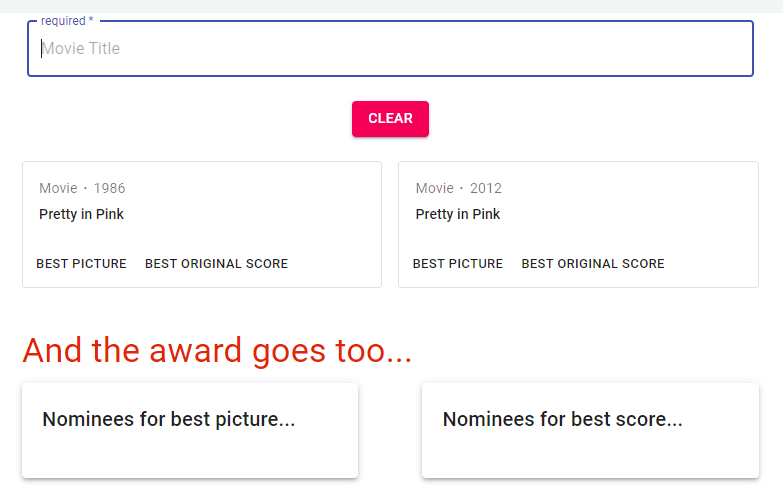 required *
Movie Title
CLEAR
Movie • 1986
Pretty in Pink
BEST PICTURE BEST ORIGINAL SCORE
Movie • 2012
Pretty in Pink
BEST PICTURE BEST ORIGINAL SCORE
And the award goes too...
Nominees for best picture...
Nominees for best score...